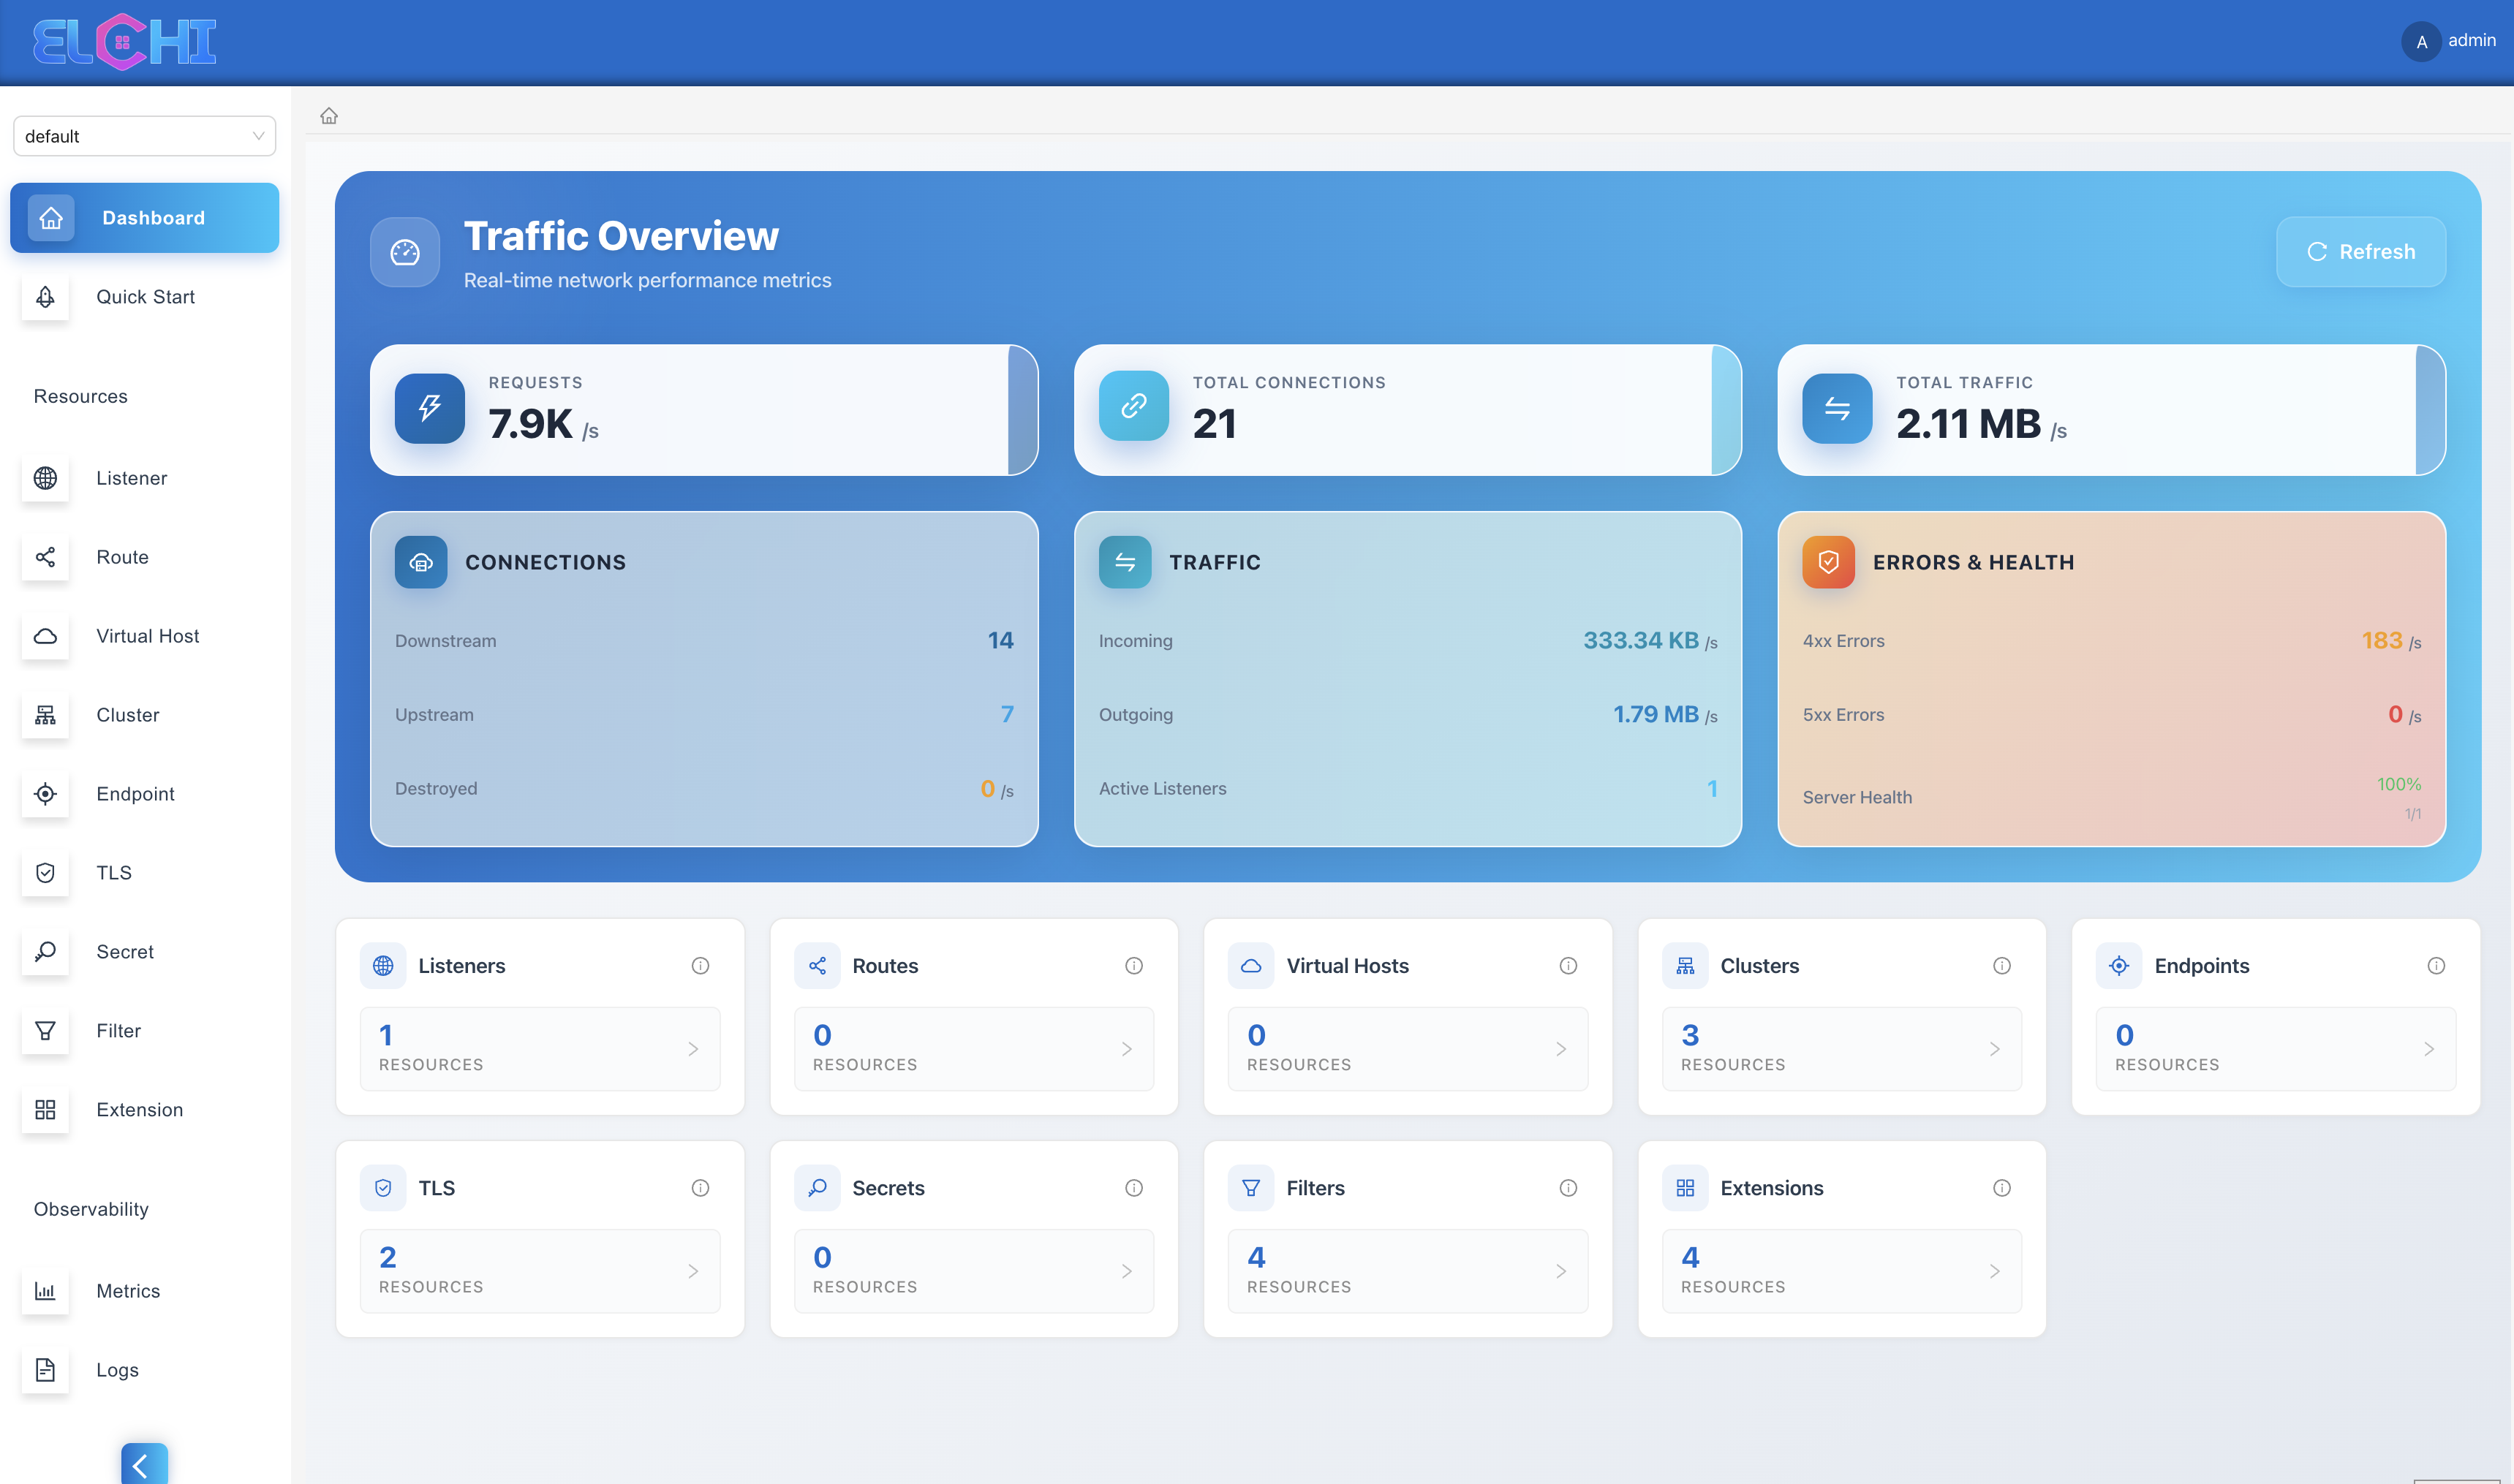 ELCHI
A admin
default
Dashboard
Quick Start
Resources
Listener
Route
Virtual Host
Cluster
Endpoint
TLS
Secret
Filter
Extension
Observability
Metrics
Logs
Traffic Overview
Real-time network performance metrics
Refresh
REQUESTS
7.9K /s
TOTAL CONNECTIONS
21
TOTAL TRAFFIC
2.11 MB /s
CONNECTIONS
Downstream 14
Upstream 7
Destroyed 0 /s
TRAFFIC
Incoming 333.34 KB /s
Outgoing 1.79 MB /s
Active Listeners 1
ERRORS & HEALTH
4xx Errors 183 /s
5xx Errors 0 /s
Server Health 100%
1/1
Listeners
1
RESOURCES
Routes
0
RESOURCES
Virtual Hosts
0
RESOURCES
Clusters
3
RESOURCES
Endpoints
0
RESOURCES
TLS
2
RESOURCES
Secrets
0
RESOURCES
Filters
4
RESOURCES
Extensions
4
RESOURCES